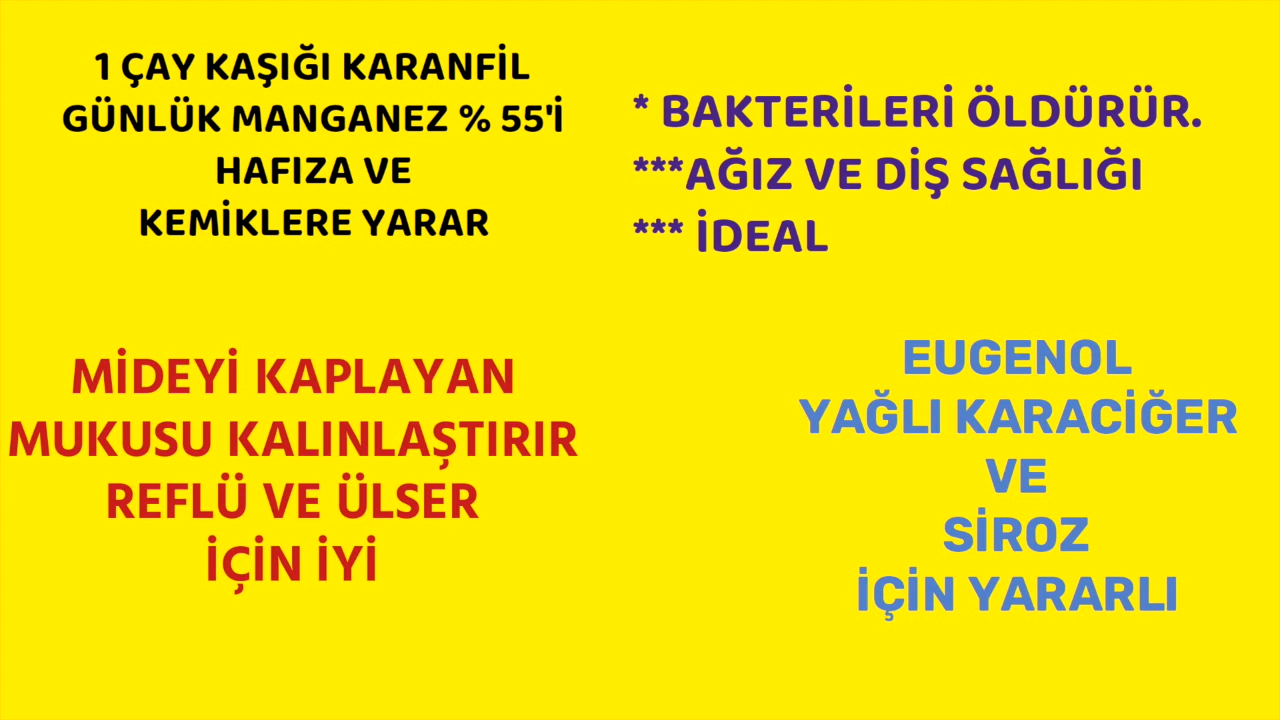 1 ÇAY KAŞIĞI KARANFİL
GÜNLÜK MANGANEZ % 55'İ
HAFIZA VE
KEMİKLERE YARAR
* BAKTERİLERİ ÖLDÜRÜR.
***AĞIZ VE DİŞ SAĞLIĞI
*** İDEAL
MİDEYİ KAPLAYAN
MUKUSU KALINLAŞTIRIR
REFLÜ VE ÜLSER
İÇİN İYİ
EUGENOL
YAĞLI KARACİĞER
VE
SİROZ
İÇİN YARARLI